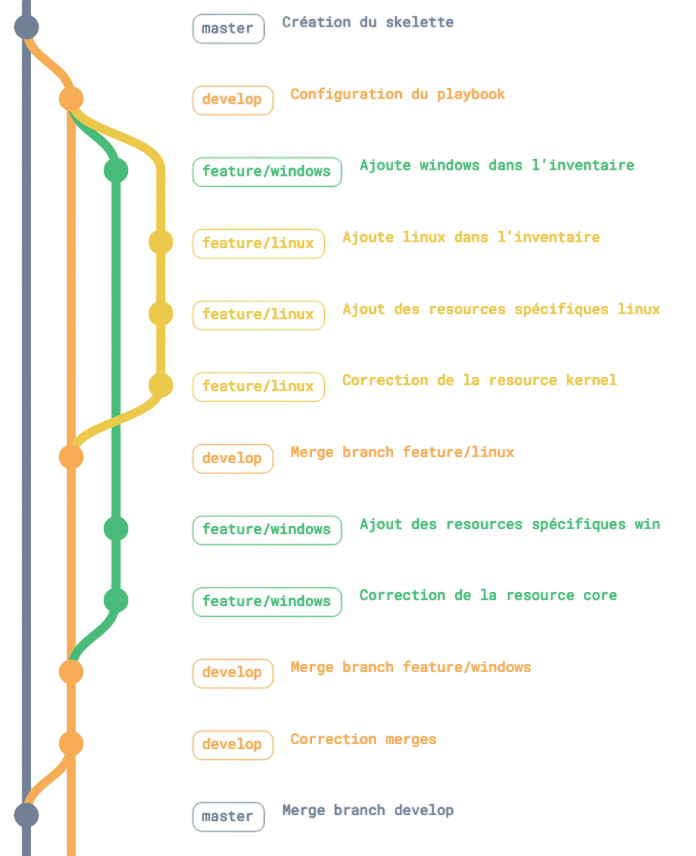 master Création du skelette
develop Configuration du playbook
feature/windows Ajoute windows dans l'inventaire
feature/linux Ajoute linux dans l'inventaire
feature/linux Ajout des resources spécifiques linux
feature/linux Correction de la resource kernel
develop Merge branch feature/linux
feature/windows Ajout des resources spécifiques win
feature/windows Correction de la resource core
develop Merge branch feature/windows
develop Correction merges
master Merge branch develop